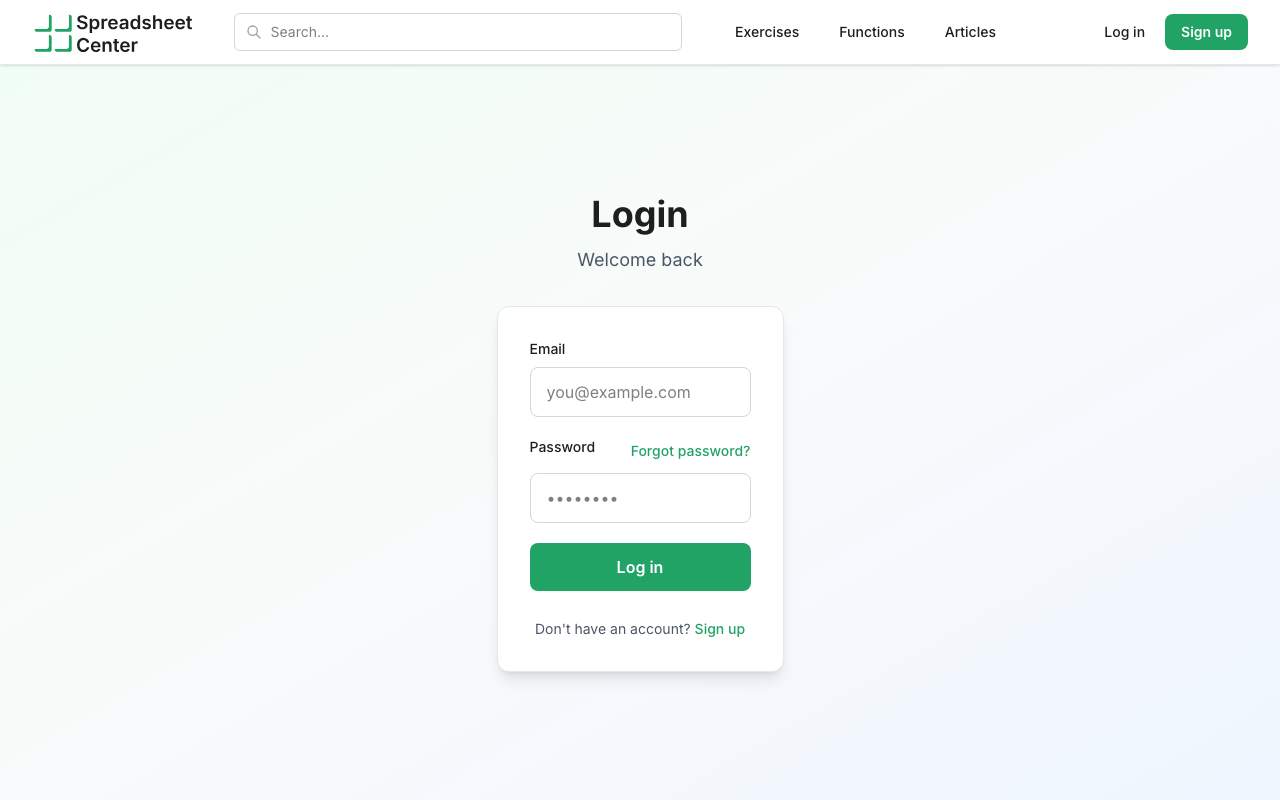 Spreadsheet
Center
Search...
Exercises
Functions
Articles
Log in
Sign up
Login
Welcome back
Email
you@example.com
Password
Forgot password?
••••••••
Log in
Don't have an account? Sign up